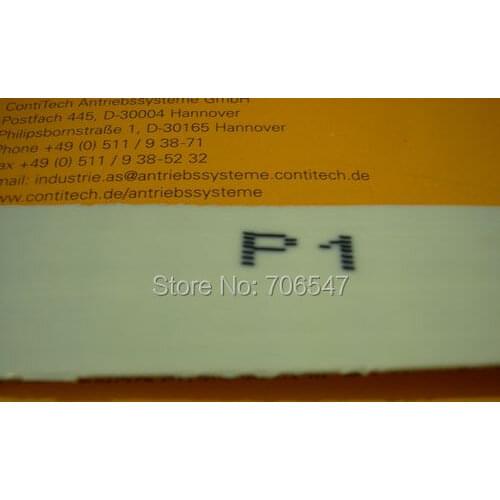 ContiTech Antriebssysteme GmbH
Postfach 445, D-30004 Hannover
Philipsbornstraße 1, D-30165 Hannover
Phone +49 (0) 511 / 9 38-71
ax +49 (0) 511 / 9 38-52 32
email: industrie.as@antriebssysteme.contitech.de
www.contitech.de/antriebssysteme
P 1
Store No: 706547